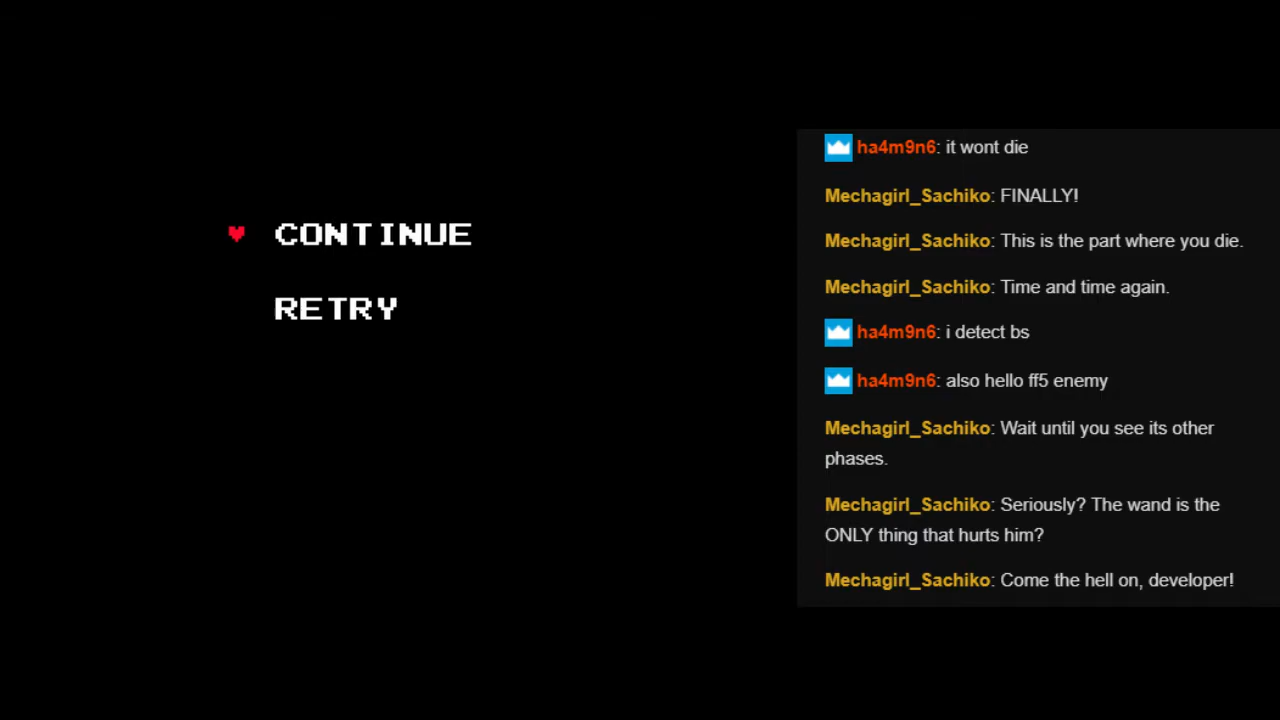 CONTINUE
RETRY
ha4m9n6: it wont die
Mechagirl_Sachiko: FINALLY!
Mechagirl_Sachiko: This is the part where you die.
Mechagirl_Sachiko: Time and time again.
ha4m9n6: i detect bs
ha4m9n6: also hello ff5 enemy
Mechagirl_Sachiko: Wait until you see its other
phases.
Mechagirl_Sachiko: Seriously? The wand is the
ONLY thing that hurts him?
Mechagirl_Sachiko: Come the hell on, developer!